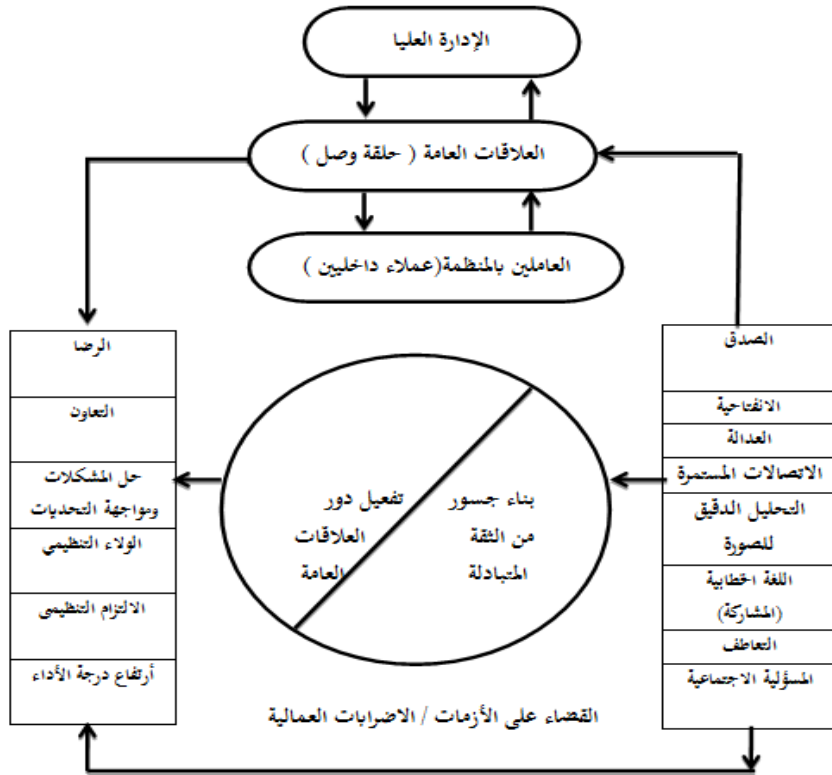 الإدارة العليا
العلاقات العامة ( حلقة وصل )
العاملين بالمنظمة(عملاء داخليين )
الصدق
الانفتاحية
العدالة
الاتصالات المستمرة
التحليل الدقيق
للصورة
اللغة الخطابية
(المشاركة)
التعاطف
المسؤلية الاجتماعية
بناء جسور
من الثقة
المتبادلة
تفعيل دور
العلاقات
العامة
الرضا
التعاون
حل المشكلات
ومواجهة التحديات
الولاء التنظيمي
الالتزام التنظيمى
أرتفاع درجة الأداء
القضاء على الأزمات / الاضرابات العمالية